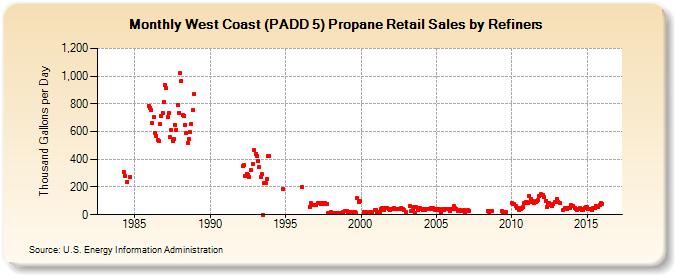 Monthly West Coast (PADD 5) Propane Retail Sales by Refiners
Thousand Gallons per Day
1,200
1,000
800
600
400
200
0
1985 1990 1995 2000 2005 2010 2015
Source: U.S. Energy Information Administration